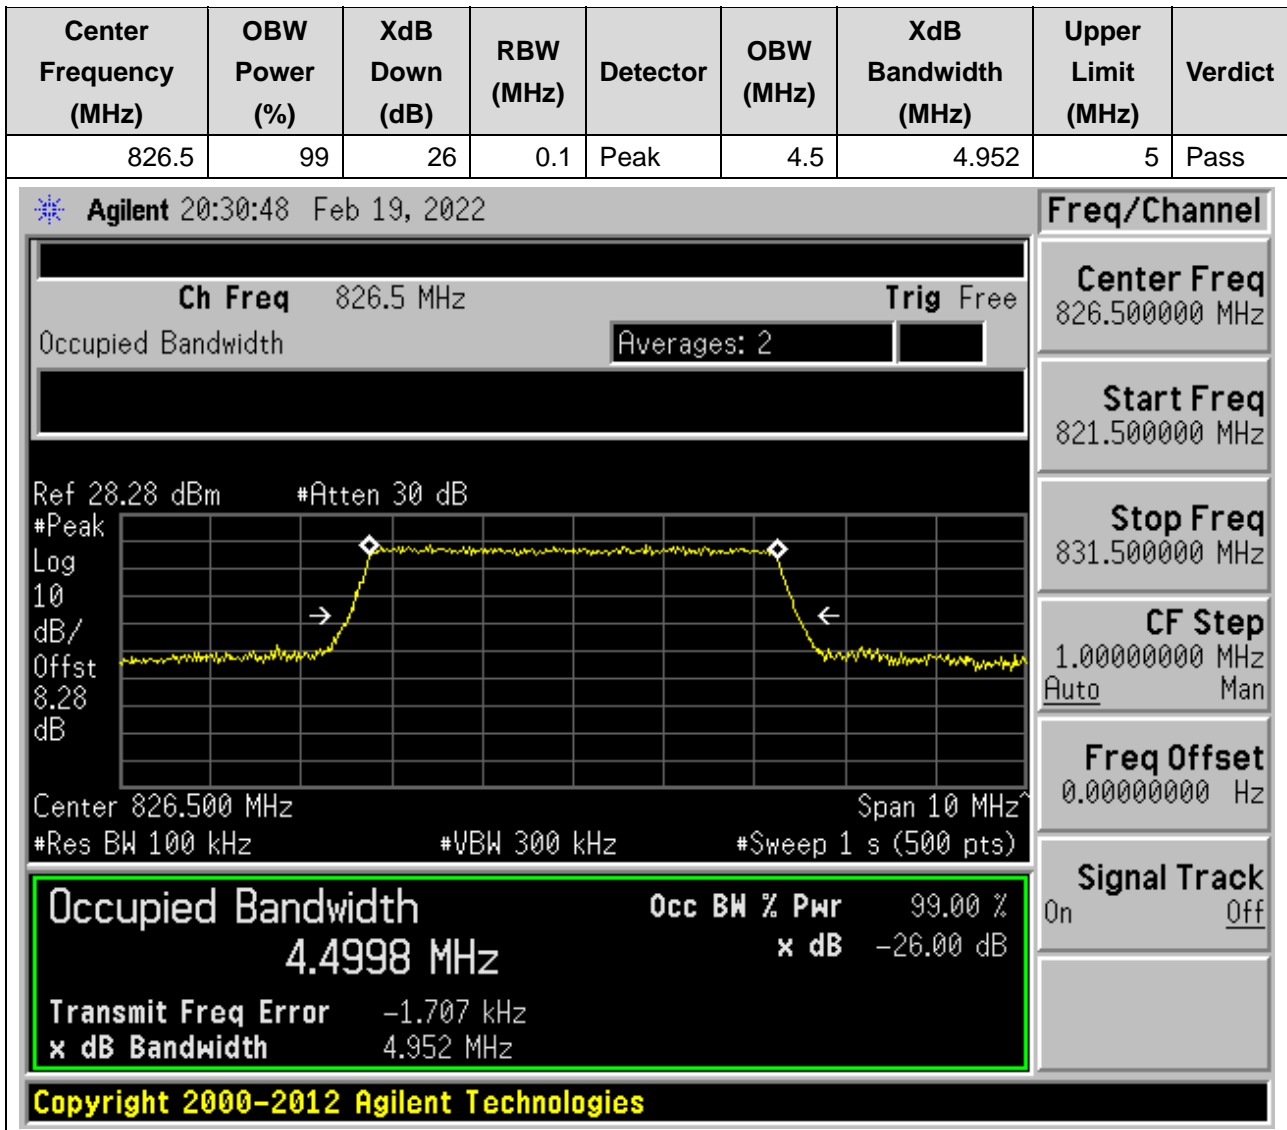 Center Frequency (MHz) OBW Power (%) XdB Down (dB) RBW (MHz) Detector OBW (MHz) XdB Bandwidth (MHz) Upper Limit (MHz) Verdict
826.5 99 26 0.1 Peak 4.5 4.952 5 Pass
Agilent 20:30:48 Feb 19, 2022
Freq/Channel
Ch Freq 826.5 MHz Trig Free
Occupied Bandwidth Averages: 2
Center Freq
826.500000 MHz
Start Freq
821.500000 MHz
Stop Freq
831.500000 MHz
CF Step
1.00000000 MHz
Auto Man
Freq Offset
0.00000000 Hz
Signal Track
On Off
Ref 28.28 dBm #Atten 30 dB
#Peak
Log
10
dB/
Offst
8.28
dB
Center 826.500 MHz Span 10 MHz^
#Res BW 100 kHz #VBW 300 kHz #Sweep 1 s (500 pts)
Occupied Bandwidth Occ BW % Pwr 99.00 %
4.4998 MHz x dB -26.00 dB
Transmit Freq Error -1.707 kHz
x dB Bandwidth 4.952 MHz
Copyright 2000-2012 Agilent Technologies